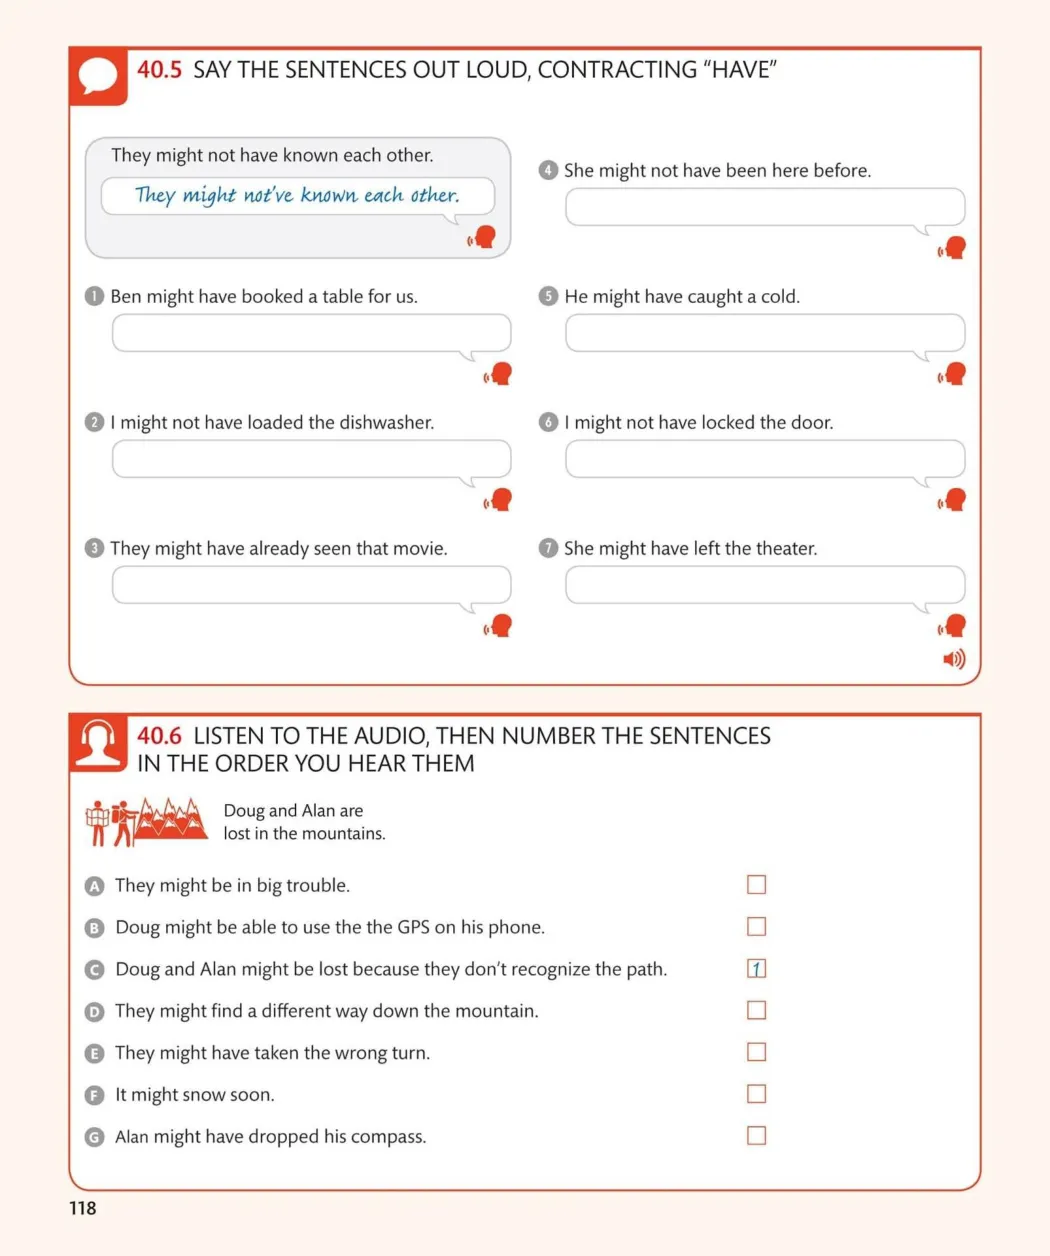 40.5 SAY THE SENTENCES OUT LOUD, CONTRACTING “HAVE”
They might not have known each other.
They might not’ve known each other.
1 Ben might have booked a table for us.
2 I might not have loaded the dishwasher.
3 They might have already seen that movie.
4 She might not have been here before.
5 He might have caught a cold.
6 I might not have locked the door.
7 She might have left the theater.
40.6 LISTEN TO THE AUDIO, THEN NUMBER THE SENTENCES
IN THE ORDER YOU HEAR THEM
Doug and Alan are
lost in the mountains.
A They might be in big trouble.
B Doug might be able to use the the GPS on his phone.
C Doug and Alan might be lost because they don’t recognize the path. 1
D They might find a different way down the mountain.
E They might have taken the wrong turn.
F It might snow soon.
G Alan might have dropped his compass.
118